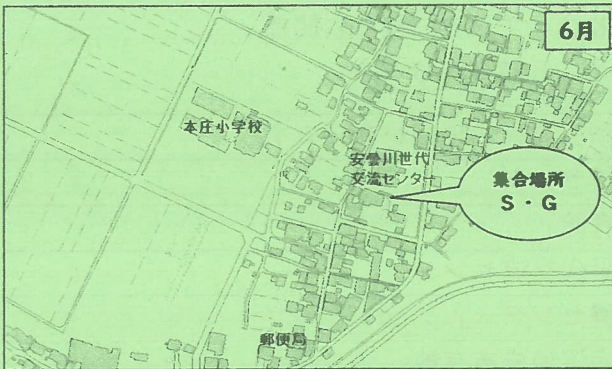 6月
本庄小学校
安曇川世代
交流センター
集合場所
S・G
郵便局